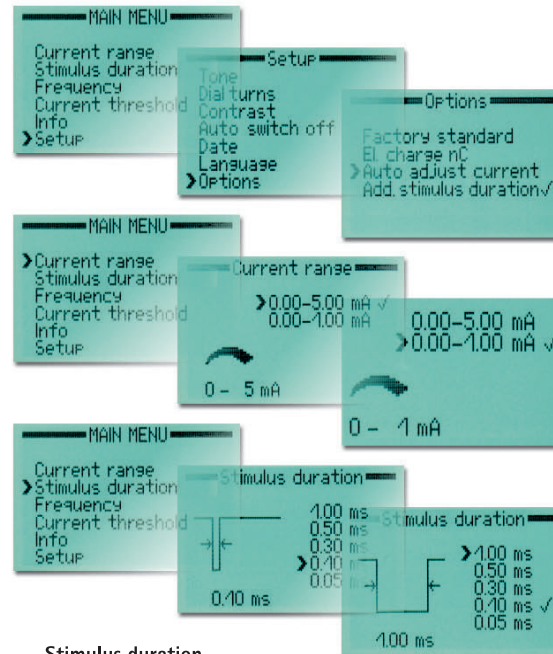 MAIN MENU
Current range
Stimulus duration
Frequency
Current threshold
Info
Setup
Setup
Tone
Dial turns
Contrast
Auto switch off
Date
Language
Options
Options
Factory standard
El. charge nC
Auto adjust current
Add. stimulus duration✓
MAIN MENU
Current range
Stimulus duration
Frequency
Current threshold
Info
Setup
Current range
0.00-5.00 mA ✓
0.00-1.00 mA
0 - 5 mA
0.00-5.00 mA
0.00-1.00 mA ✓
0 - 1 mA
MAIN MENU
Current range
Stimulus duration
Frequency
Current threshold
Info
Setup
Stimulus duration
1.00 ms
0.50 ms
0.30 ms
0.10 ms
0.05
0.10 ms
Stimulus duration
1.00 ms
0.50 ms
0.30 ms
0.10 ms ✓
0.05 ms
1.00 ms
Stimulus duration